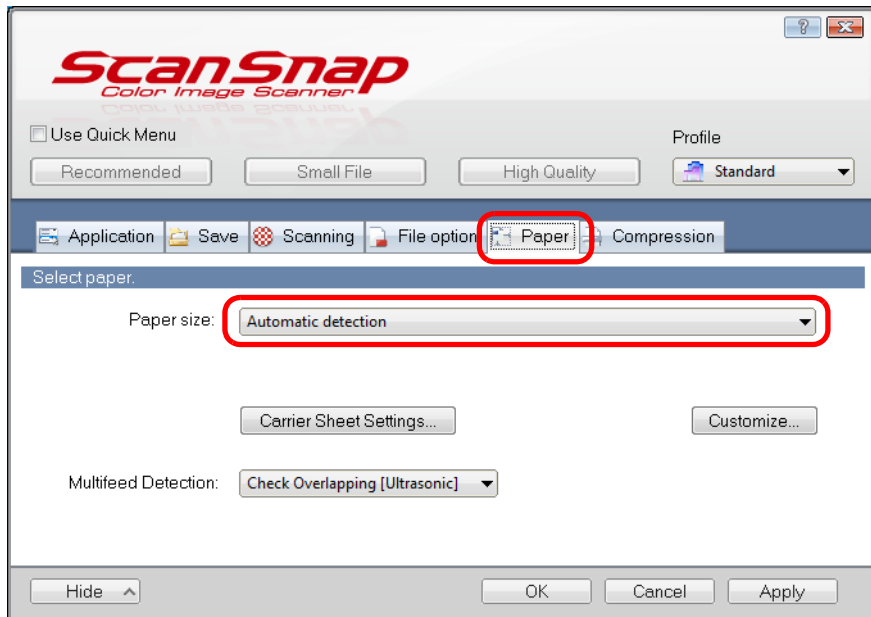 ScanSnap
Color Image Scanner
Use Quick Menu
Profile
Recommended Small File High Quality Standard
Application Save Scanning File option Paper Compression
Select paper.
Paper size: Automatic detection
Carrier Sheet Settings... Customize...
Multifeed Detection: Check Overlapping [Ultrasonic]
Hide OK Cancel Apply